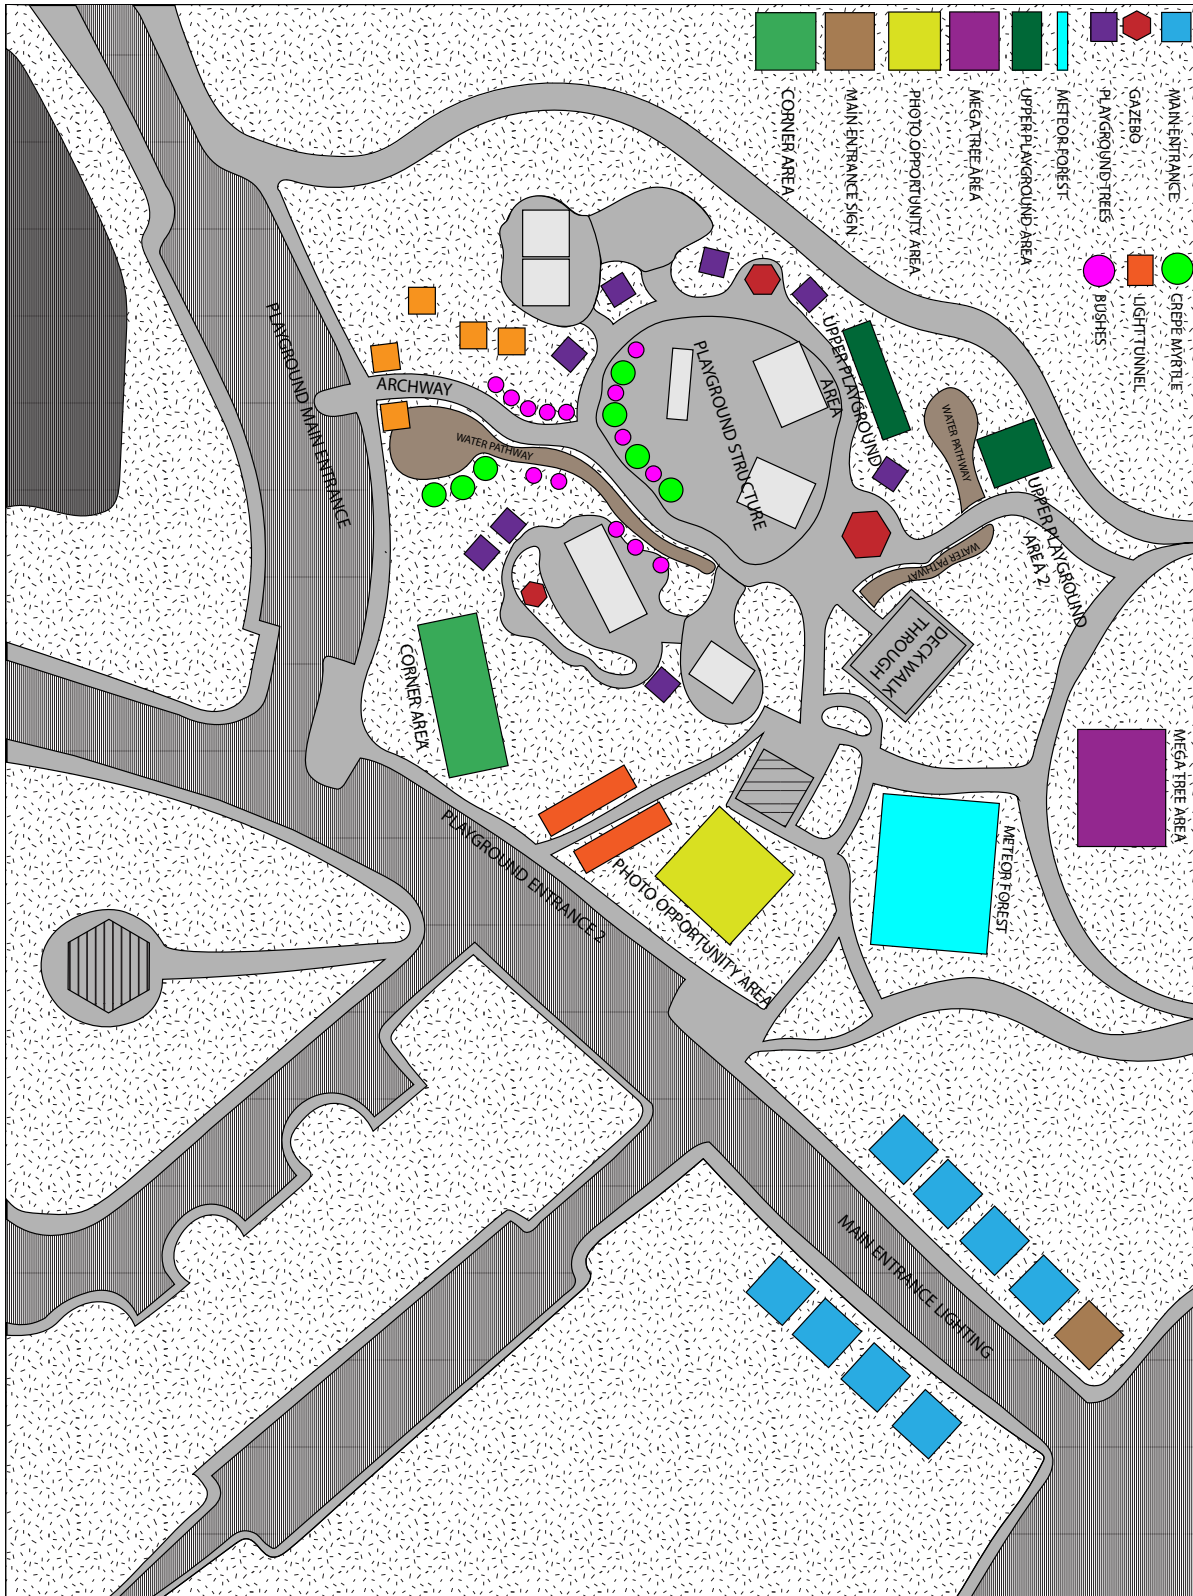 MAIN ENTRANCE
GAZEBO
PLAYGROUND TREES
METEOR FOREST
UPPER PLAYGROUND AREA
MEGA TREE AREA
PHOTO OPPORTUNITY AREA
MAIN ENTRANCE SIGN
CORNER AREA
CREPE MYRTLE
LIGHT TUNNEL
BUSHES
PLAYGROUND MAIN ENTRANCE
ARCHWAY
WATER PATHWAY
PLAYGROUND STRUCTURE
UPPER PLAYGROUND
AREA
WATER PATHWAY
UPPER PLAYGROUND
AREA 2
WATER PATHWAY
DECK WALK
THROUGH
CORNER AREA
MEGA TREE AREA
METEOR FOREST
PLAYGROUND ENTRANCE 2
PHOTO OPPORTUNITY AREA
MAIN ENTRANCE LIGHTING